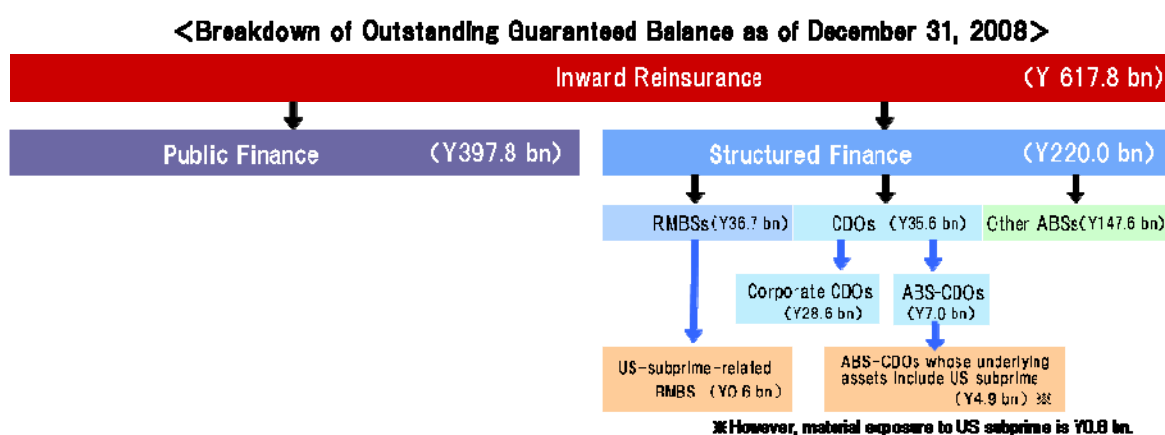 <Breakdown of Outstanding Guaranteed Balance as of December 31, 2008>
Inward Reinsurance (Y 617.8 bn)
Public Finance (Y397.8 bn)
Structured Finance (Y220.0 bn)
RMBSs(Y36.7 bn)
CDOs (Y35.6 bn)
Other ABSs(Y147.6 bn)
Corporate CDOs
(Y28.6 bn)
ABS-CDOs
(Y7.0 bn)
US-subprime-related
RMBS (Y0.6 bn)
ABS-CDOs whose underlying
assets include US subprime
(Y4.9 bn) ※
※However, material exposure to US subprime is bn.